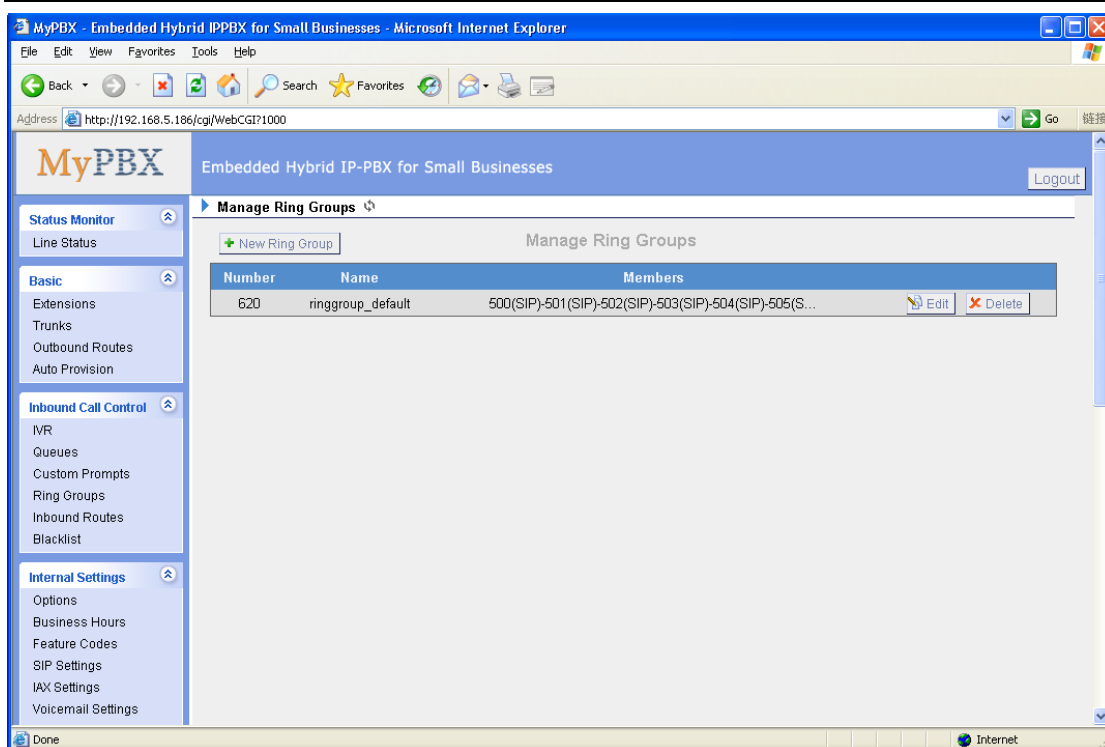 MyPBX - Embedded Hybrid IPPBX for Small Businesses - Microsoft Internet Explorer
File Edit View Favorites Tools Help
Back Search Favorites
Address http://192.168.5.186/cgi/WebCGI?1000 Go 链接
MyPBX
Embedded Hybrid IP-PBX for Small Businesses
Logout
Status Monitor
Line Status
Basic
Extensions
Trunks
Outbound Routes
Auto Provision
Inbound Call Control
IVR
Queues
Custom Prompts
Ring Groups
Inbound Routes
Blacklist
Internal Settings
Options
Business Hours
Feature Codes
SIP Settings
IAX Settings
Voicemail Settings
Manage Ring Groups
New Ring Group
Manage Ring Groups
Number Name Members
620 ringgroup_default 500(SIP)-501(SIP)-502(SIP)-503(SIP)-504(SIP)-505(S... Edit Delete
Done Internet